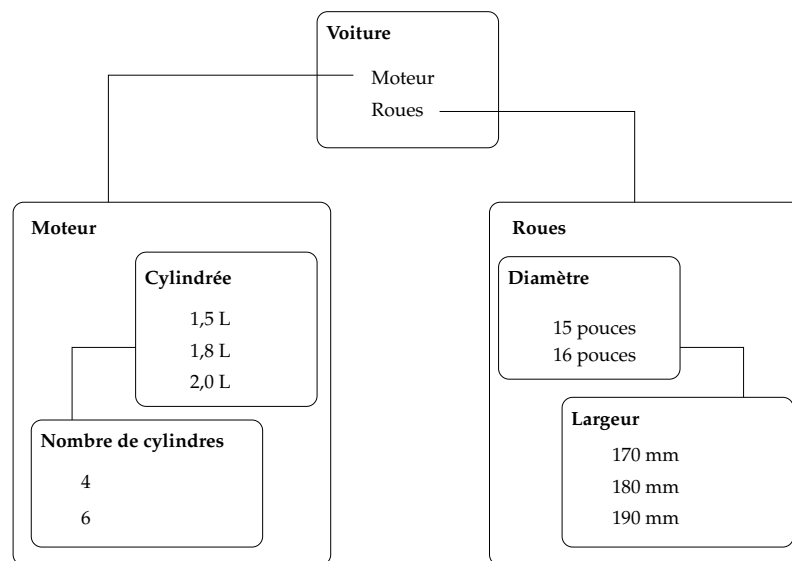 Voiture
Moteur
Roues
Moteur
Cylindrée
1,5 L
1,8 L
2,0 L
Nombre de cylindres
4
6
Roues
Diamètre
15 pouces
16 pouces
Largeur
170 mm
180 mm
190 mm